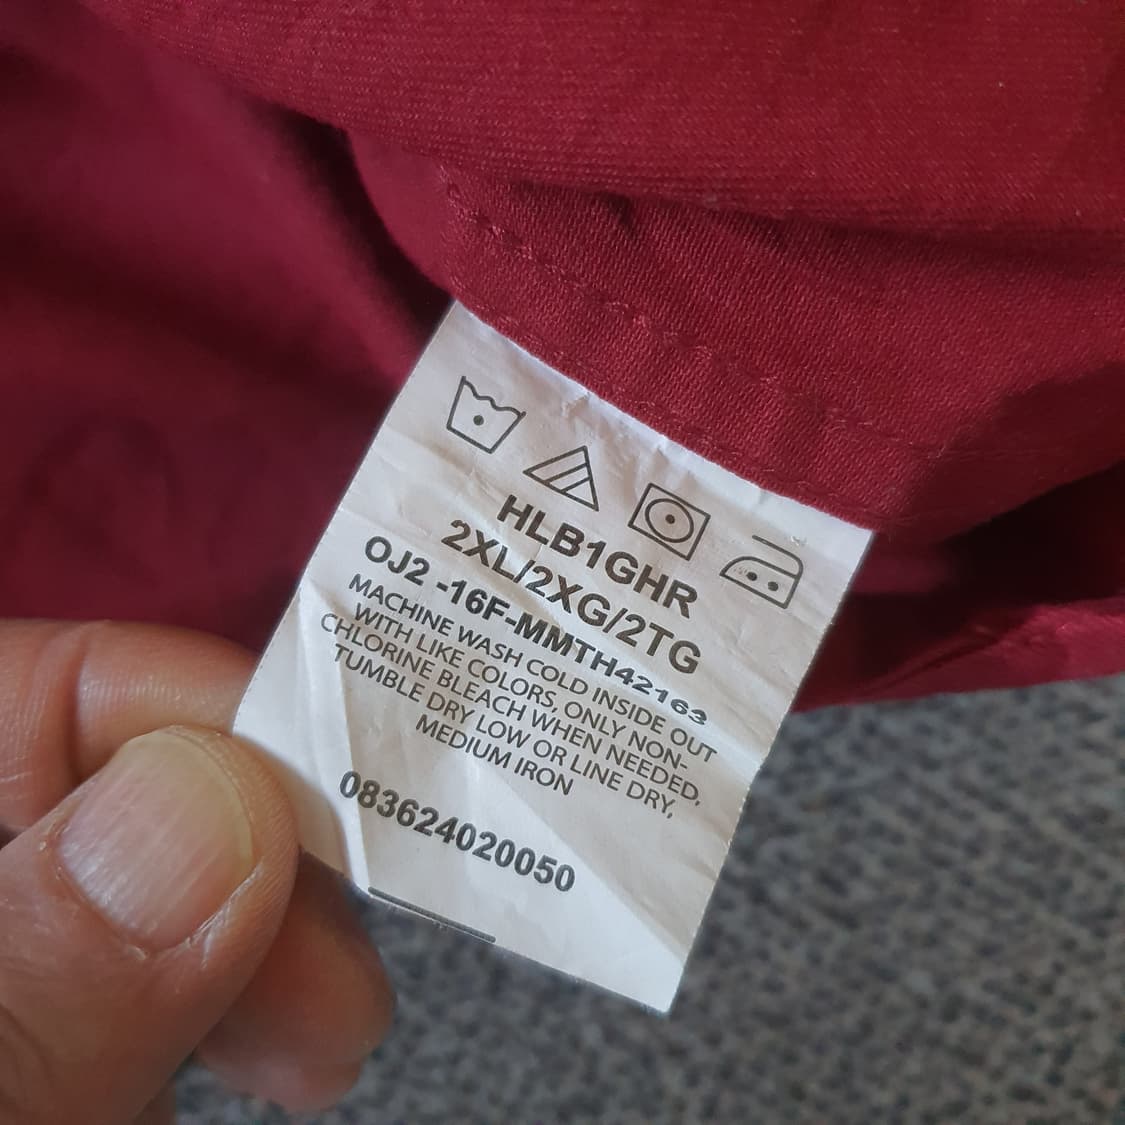 HLB1GHR
2XL/2XG/2TG
OJ2 -16F-MMTH42163
MACHINE WASH COLD INSIDE OUT
WITH LIKE COLORS, ONLY NON-
CHLORINE BLEACH WHEN NEEDED,
TUMBLE DRY LOW OR LINE DRY,
MEDIUM IRON
083624020050